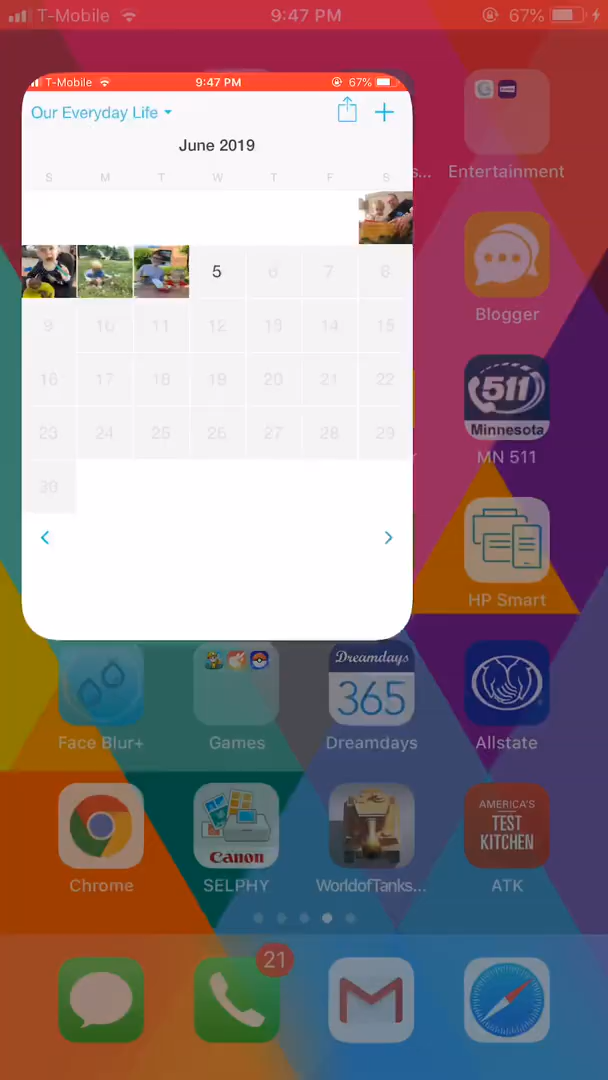 T-Mobile 9:47 PM 67%
T-Mobile 9:47 PM 67%
Our Everyday Life
June 2019
S M T W T F S
5 6 7 8
9 10 11 12 13 14 15
16 17 18 19 20 21 22
23 24 25 26 27 28 29
30
s... Entertainment
Blogger
511
Minnesota
MN 511
HP Smart
Dreamdays
365
Face Blur+ Games Dreamdays Allstate
Canon
AMERICA'S
TEST
KITCHEN
Chrome SELPHY WorldofTanks... ATK
21